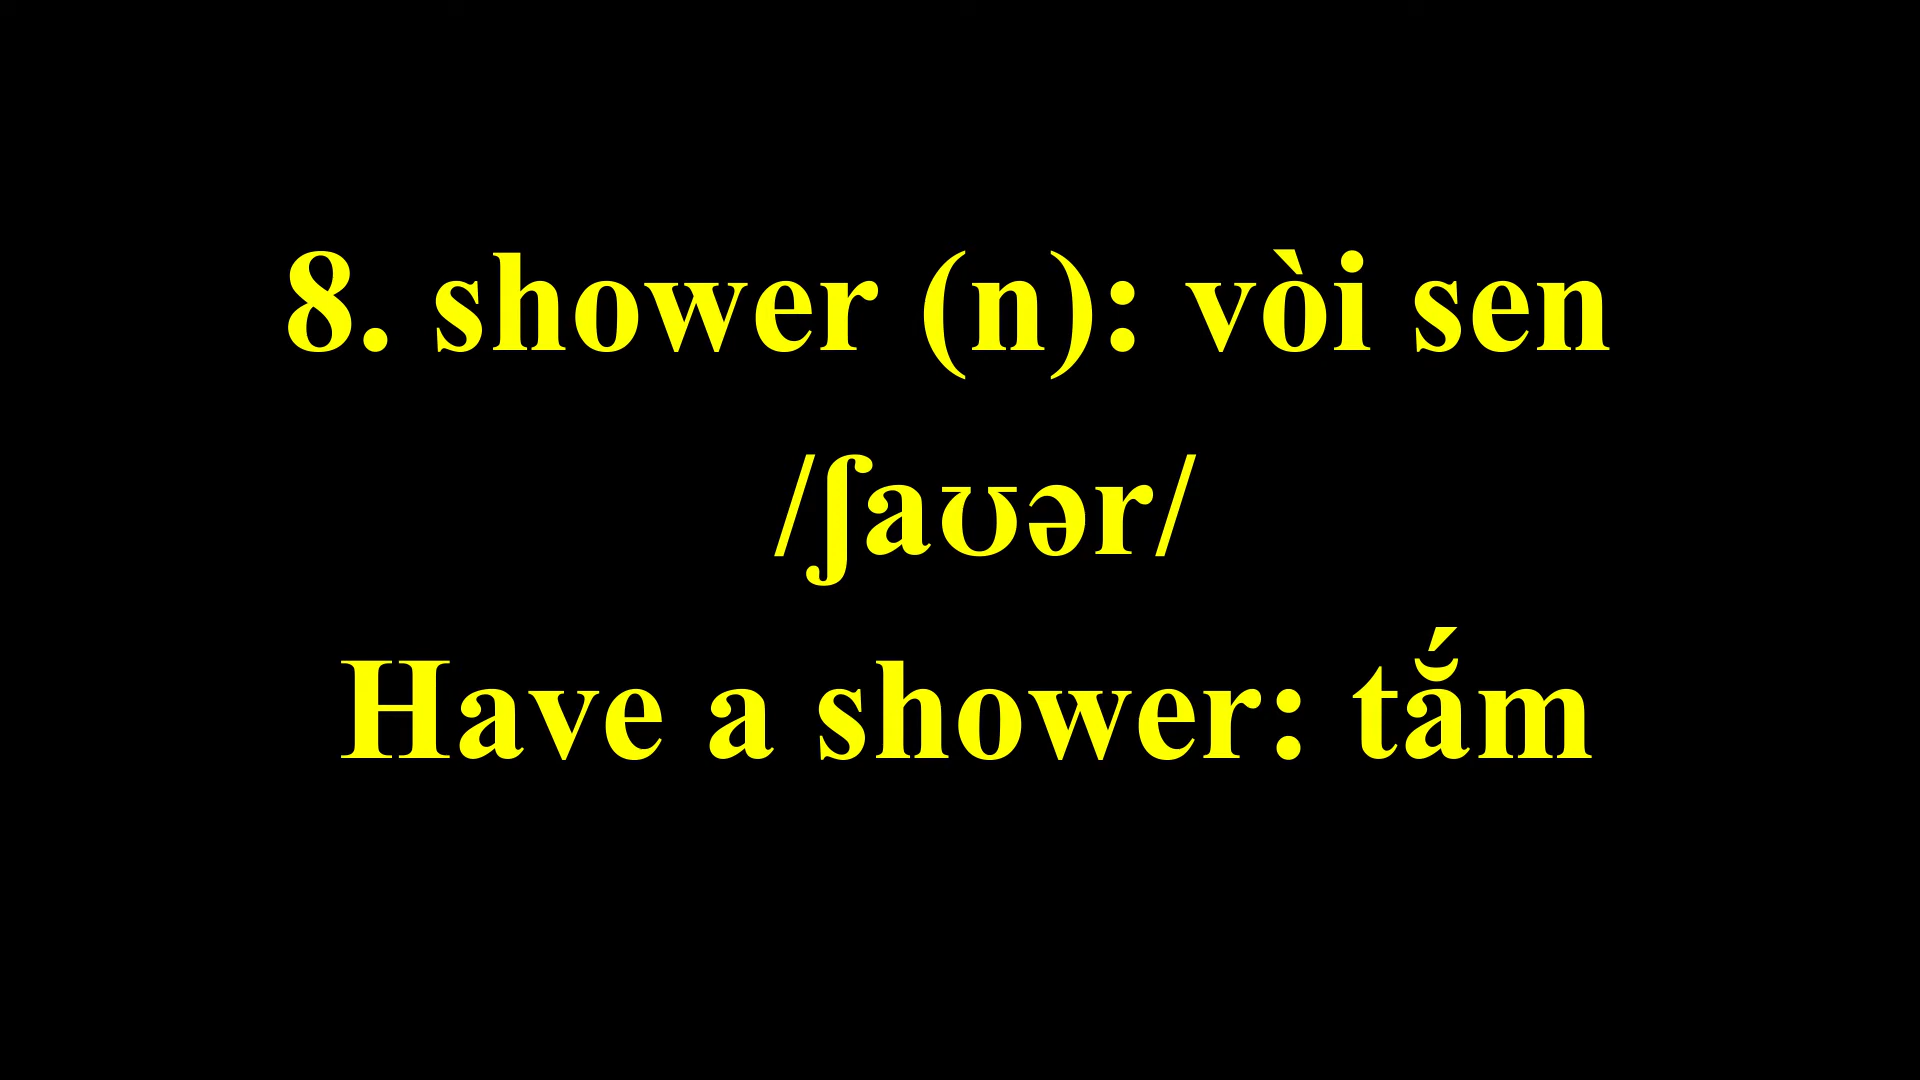 8. shower (n): vòi sen
/ʃaʊər/
Have a shower: tắm